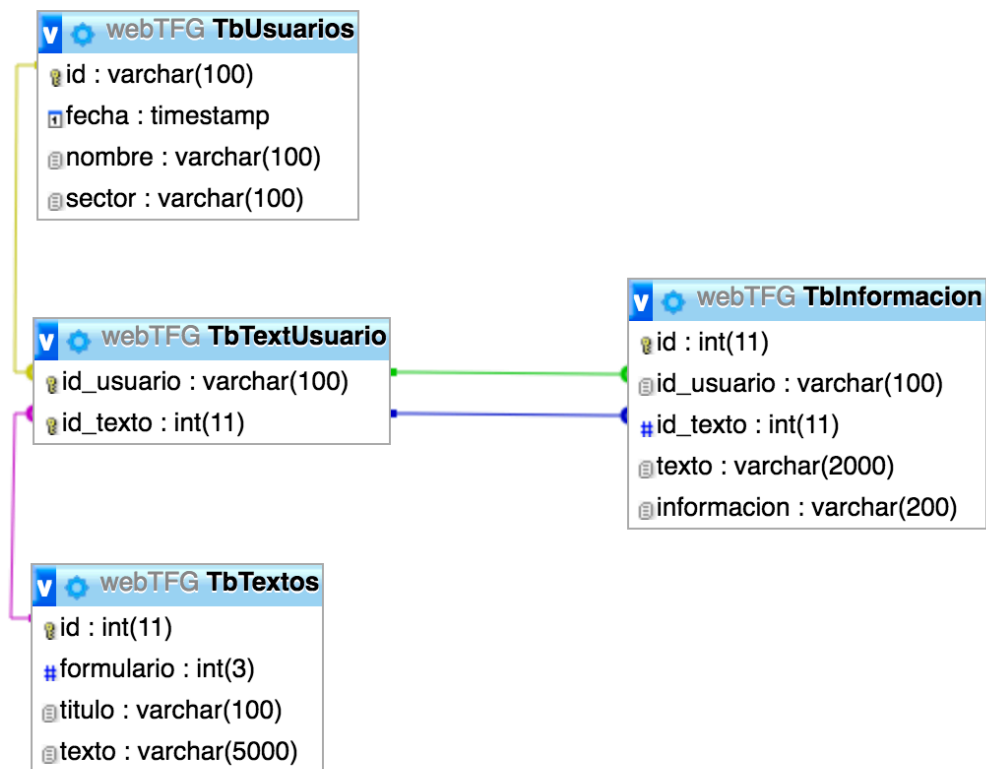 webTFG TbUsuarios
id : varchar(100)
fecha : timestamp
nombre : varchar(100)
sector : varchar(100)
webTFG TbTextUsuario
id_usuario : varchar(100)
id_texto : int(11)
webTFG TbInformacion
id : int(11)
id_usuario : varchar(100)
id_texto : int(11)
texto : varchar(2000)
informacion : varchar(200)
webTFG TbTextos
id : int(11)
formulario : int(3)
titulo : varchar(100)
texto : varchar(5000)